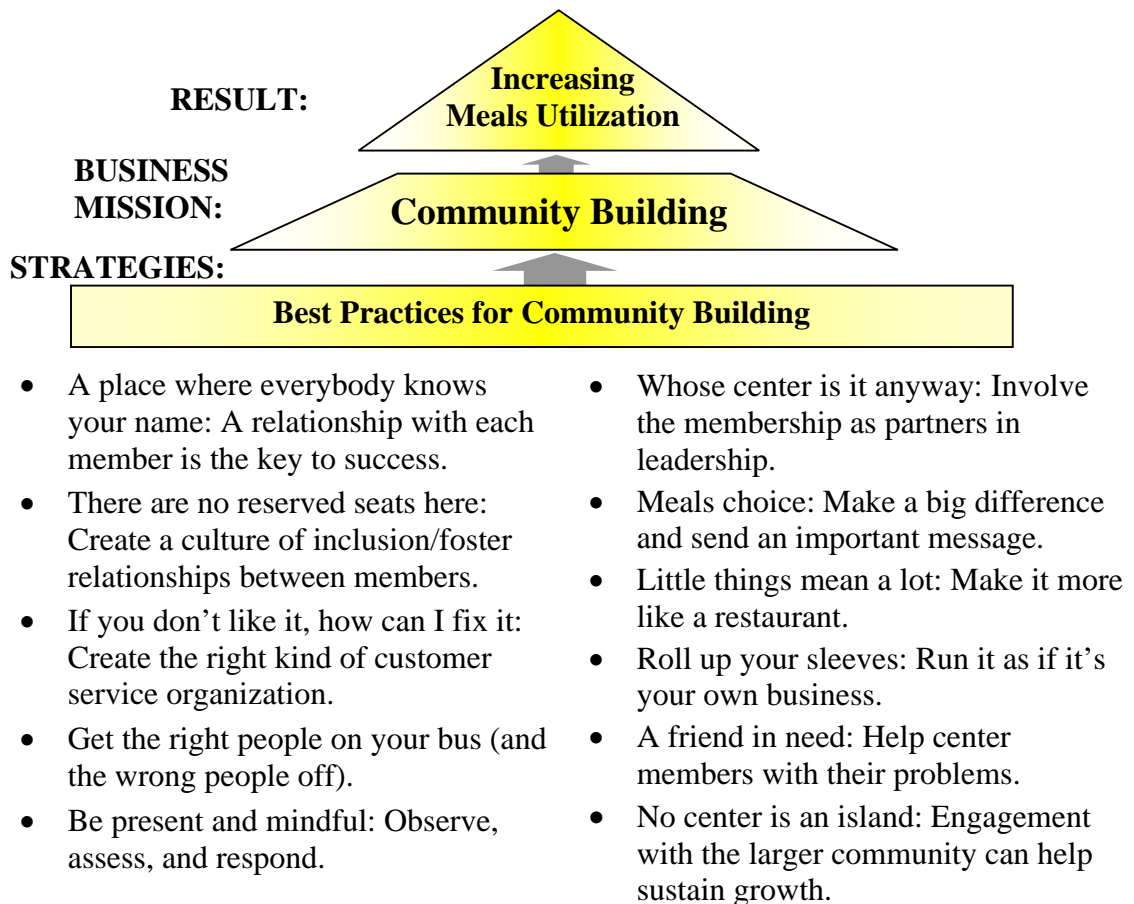 RESULT:
Increasing
Meals Utilization
BUSINESS
MISSION:
Community Building
STRATEGIES:
Best Practices for Community Building
• A place where everybody knows
your name: A relationship with each
member is the key to success.
• There are no reserved seats here:
Create a culture of inclusion/foster
relationships between members.
• If you don’t like it, how can I fix it:
Create the right kind of customer
service organization.
• Get the right people on your bus (and
the wrong people off).
• Be present and mindful: Observe,
assess, and respond.
• Whose center is it anyway: Involve
the membership as partners in
leadership.
• Meals choice: Make a big difference
and send an important message.
• Little things mean a lot: Make it more
like a restaurant.
• Roll up your sleeves: Run it as if it’s
your own business.
• A friend in need: Help center
members with their problems.
• No center is an island: Engagement
with the larger community can help
sustain growth.